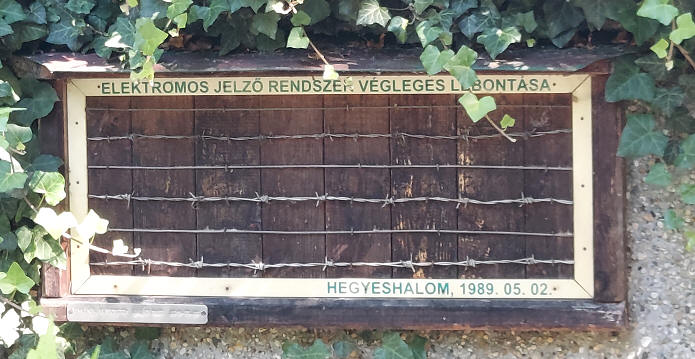 ·ELEKTROMOS JELZŐ RENDSZER VÉGLEGES LEBONTÁSA·
HEGYESHALOM, 1989. 05. 02.·